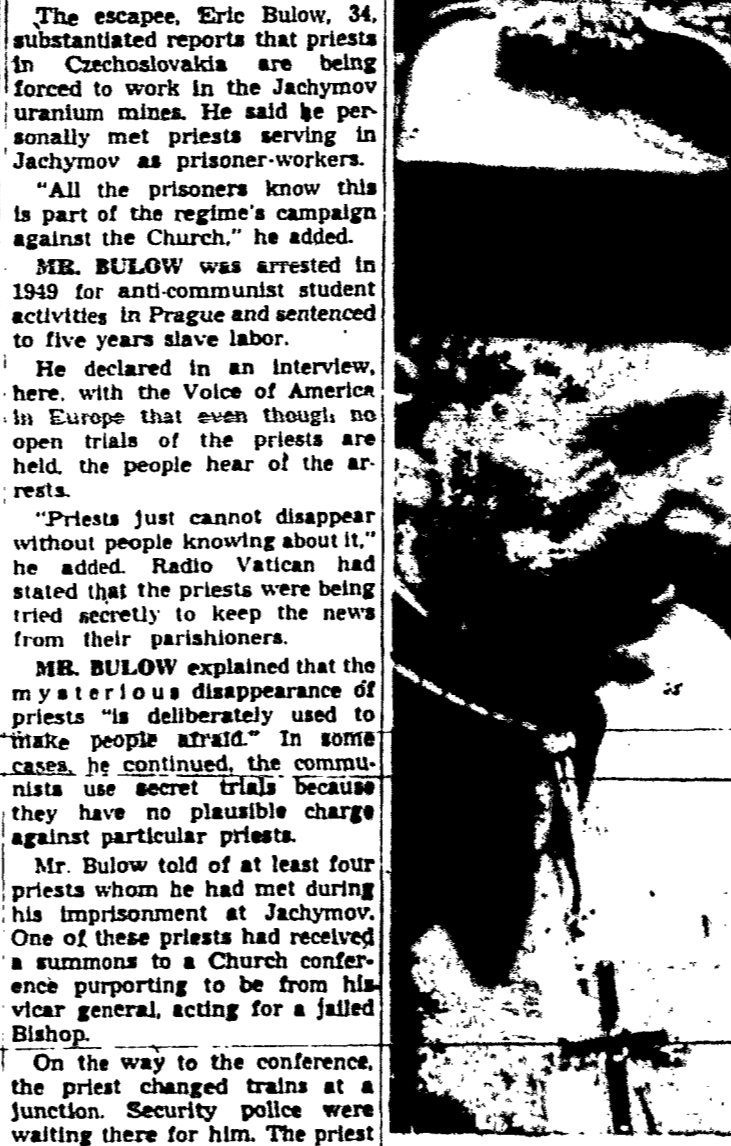 The escapee, Eric Bulow, 34,
substantiated reports that priests
in Czechoslovakia are being
forced to work in the Jachymov
uranium mines. He said he per-
sonally met priests serving in
Jachymov as prisoner-workers.
"All the prisoners know this
is part of the regime's campaign
against the Church," he added.
MR. BULOW was arrested in
1949 for anti-communist student
activities in Prague and sentenced
to five years slave labor.
He declared in an interview,
here, with the Voice of America
in Europe that even though no
open trials of the priests are
held, the people hear of the ar-
rests.
"Priests just cannot disappear
without people knowing about it,"
he added. Radio Vatican had
stated that the priests were being
tried secretly to keep the news
from their parishioners.
MR. BULOW explained that the
mysterious disappearance of
priests "is deliberately used to
make people afraid." In some
cases, he continued, the commu-
nists use secret trials because
they have no plausible charge
against particular priests.
Mr. Bulow told of at least four
priests whom he had met during
his imprisonment at Jachymov.
One of these priests had received
a summons to a Church confer-
ence purporting to be from his
vicar general, acting for a jailed
Bishop.
On the way to the conference,
the priest changed trains at a
junction. Security police were
waiting there for him. The priest